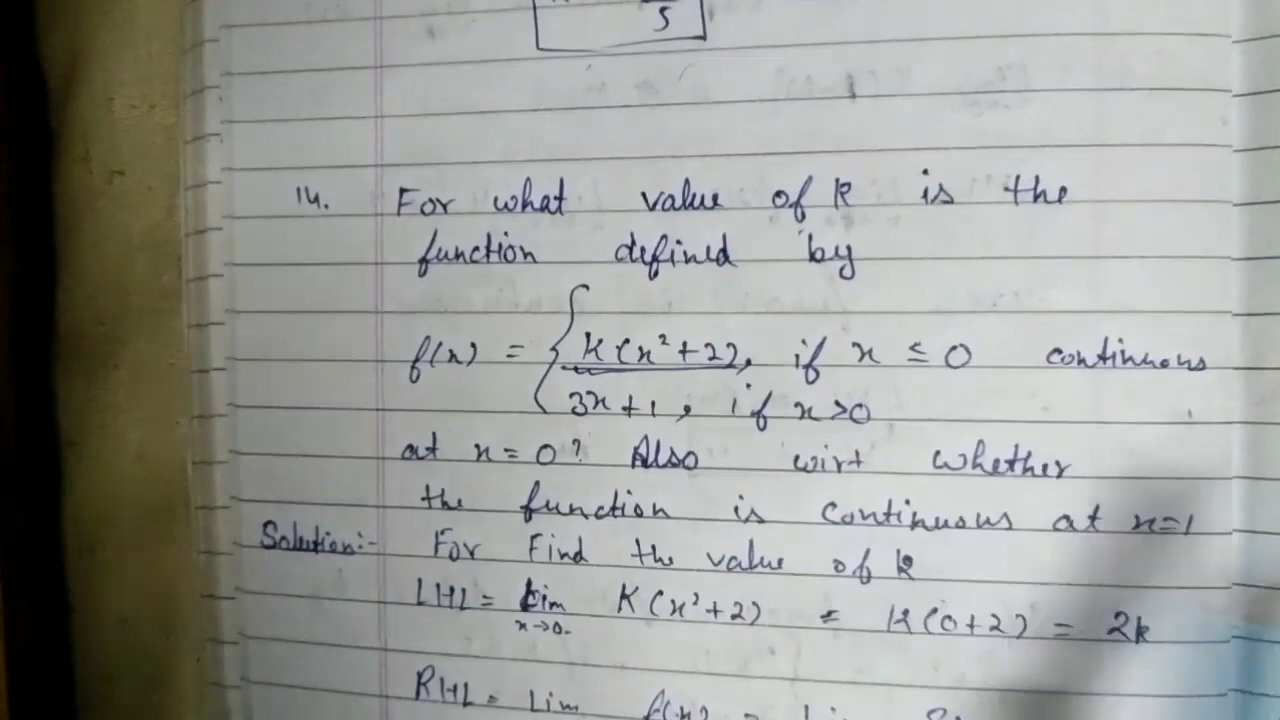 5
14. For what value of k is the
function defined by
f(x) = { k(x²+2), if x ≤ 0 continuous
3x+1, if x>0
at x=0? Also wirt whether
the function is continuous at x=1
Solution:- For Find the value of k
LHL = Lim K(x²+2) = k(0+2) = 2k
x→0-
RHL = Lim f(x) =